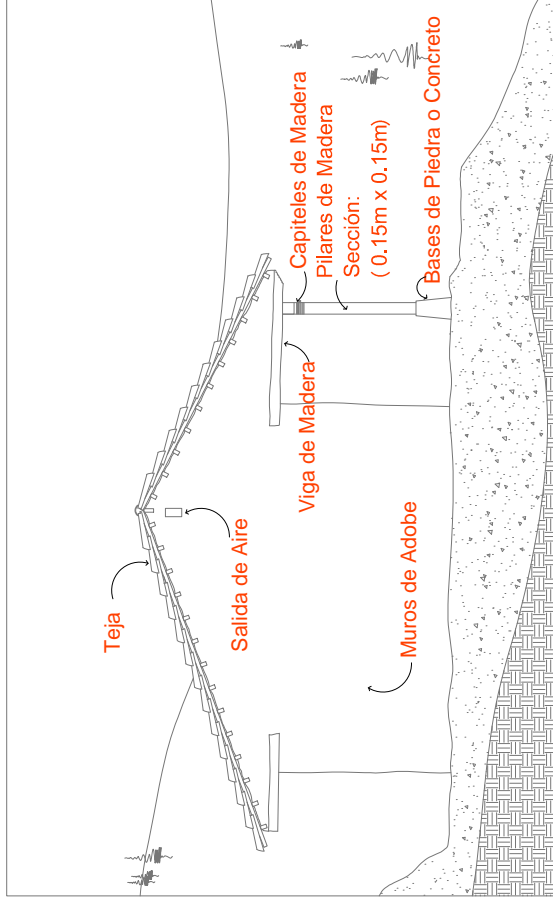 Teja
Salida de Aire
Capiteles de Madera
Pilares de Madera
Sección:
( 0.15m x 0.15m)
Viga de Madera
Muros de Adobe
Bases de Piedra o Concreto